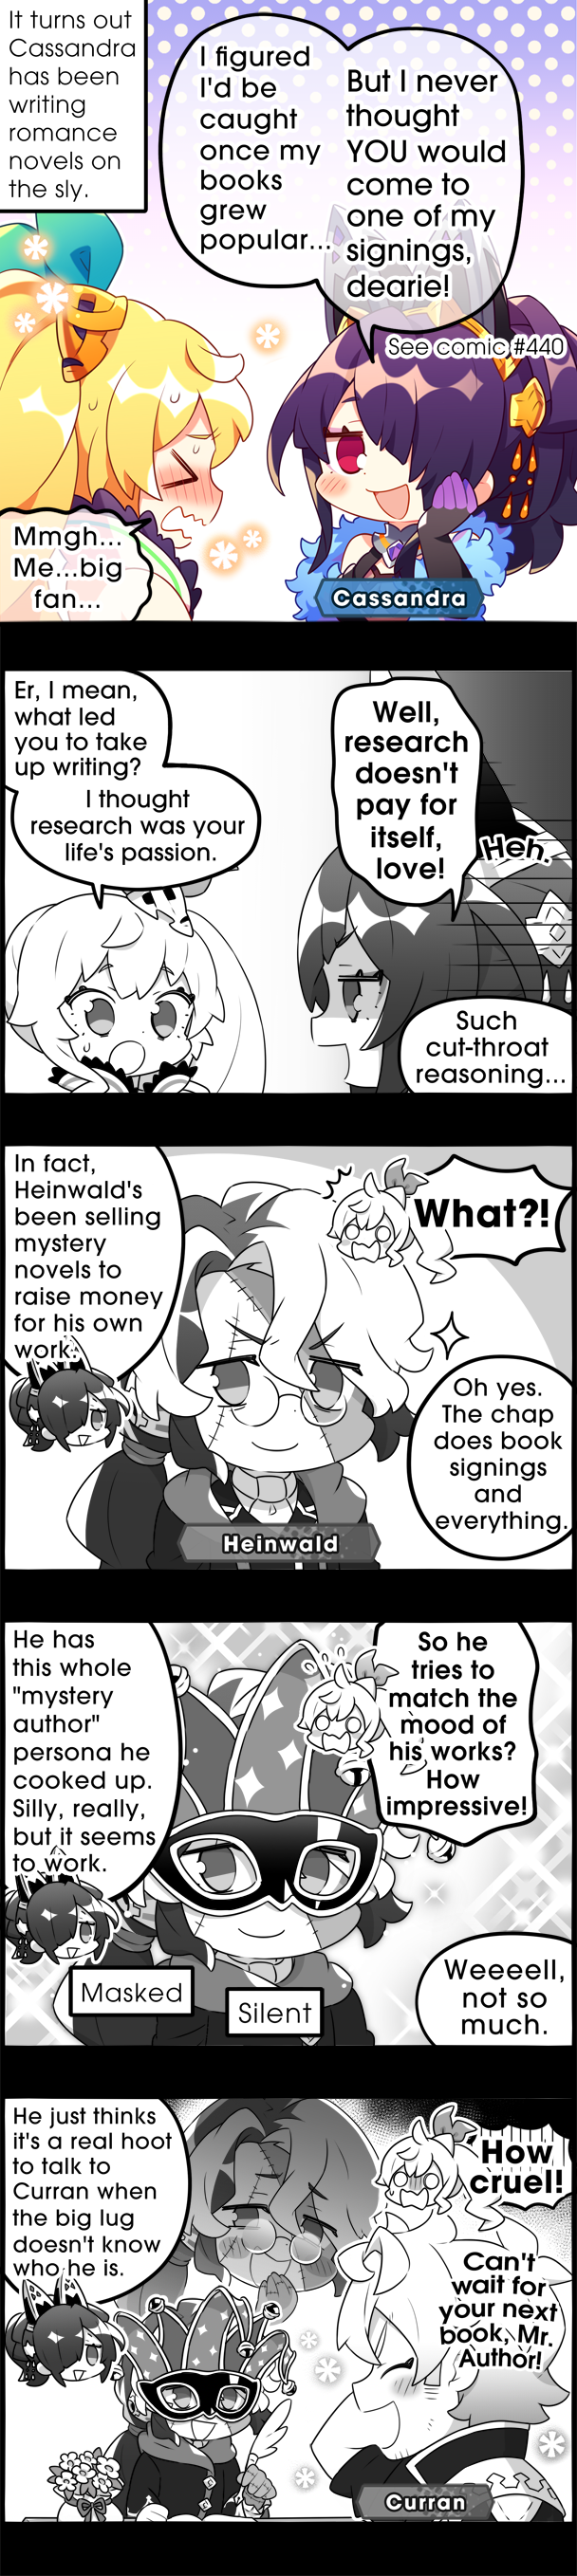 It turns out
Cassandra
has been
writing
romance
novels on
the sly.
I figured
I'd be
caught
once my
books
grew
popular...
But I never
thought
YOU would
come to
one of my
signings,
dearie!
See comic #440
Mmgh...
Me...big
fan...
Cassandra
Er, I mean,
what led
you to take
up writing?
I thought
research was your
life's passion.
Well,
research
doesn't
pay for
itself,
love!
Heh.
Such
cut-throat
reasoning...
In fact,
Heinwald's
been selling
mystery
novels to
raise money
for his own
work.
What?!
Oh yes.
The chap
does book
signings
and
everything.
Heinwald
He has
this whole
"mystery
author"
persona he
cooked up.
Silly, really,
but it seems
to work.
So he
tries to
match the
mood of
his works?
How
impressive!
Masked
Silent
Weeeell,
not so
much.
He just thinks
it's a real hoot
to talk to
Curran when
the big lug
doesn't know
who he is.
How
cruel!
Can't
wait for
your next
book, Mr.
Author!
Curran